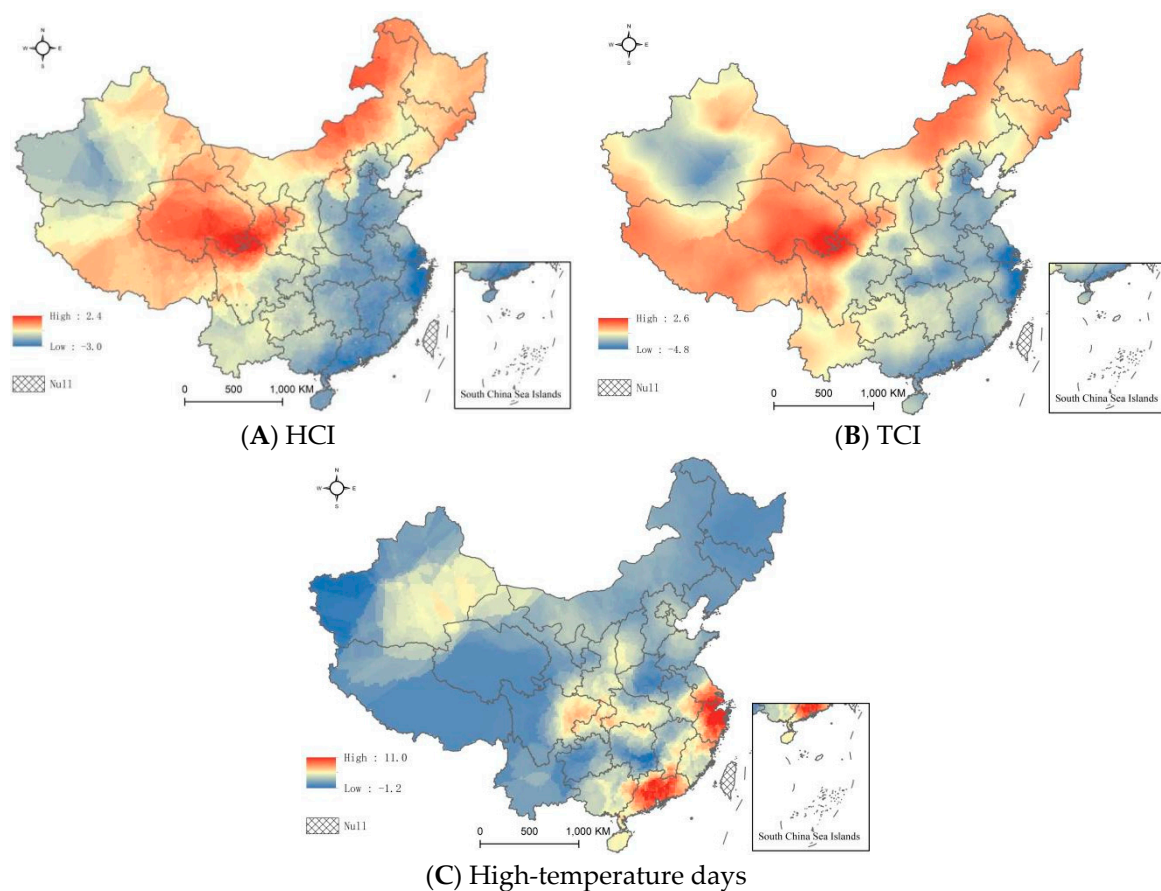 N
W E
S
High : 2.4
Low : -3.0
Null
0 500 1,000 KM
South China Sea Islands
(A) HCI
N
W E
S
High : 2.6
Low : -4.8
Null
0 500 1,000 KM
South China Sea Islands
(B) TCI
N
W E
S
High : 11.0
Low : -1.2
Null
0 500 1,000 KM
South China Sea Islands
(C) High-temperature days